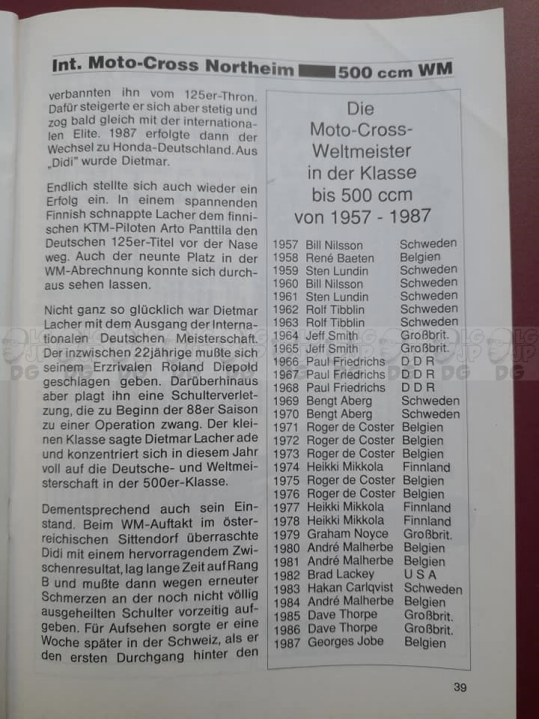 Int. Moto-Cross Northeim 500 ccm WM
verbannten ihn vom 125er-Thron.
Dafür steigerte er sich aber stetig und
zog bald gleich mit der internationa-
len Elite. 1987 erfolgte dann der
Wechsel zu Honda-Deutschland. Aus
„Didi" wurde Dietmar.
Endlich stellte sich auch wieder ein
Erfolg ein. In einem spannenden
Finnish schnappte Lacher dem finni-
schen KTM-Piloten Arto Panttila den
Deutschen 125er-Titel vor der Nase
weg. Auch der neunte Platz in der
WM-Abrechnung konnte sich durch-
aus sehen lassen.
Nicht ganz so glücklich war Dietmar
Lacher mit dem Ausgang der Interna-
tionalen Deutschen Meisterschaft.
Der inzwischen 22jährige mußte sich
seinem Erzrivalen Roland Diepold
geschlagen geben. Darüberhinaus
aber plagt ihn eine Schulterverlet-
zung, die zu Beginn der 88er Saison
zu einer Operation zwang. Der klei-
nen Klasse sagte Dietmar Lacher ade
und konzentriert sich in diesem Jahr
voll auf die Deutsche- und Weltmei-
sterschaft in der 500er-Klasse.
Dementsprechend auch sein Ein-
stand. Beim WM-Auftakt im öster-
reichischen Sittendorf überraschte
Didi mit einem hervorragendem Zwi-
schenresultat, lag lange Zeit auf Rang
8 und mußte dann wegen erneuter
Schmerzen an der noch nicht völlig
ausgeheilten Schulter vorzeitig auf-
geben. Für Aufsehen sorgte er eine
Woche später in der Schweiz, als er
den ersten Durchgang hinter den
Die
Moto-Cross-
Weltmeister
in der Klasse
bis 500 ccm
von 1957 - 1987
1957 Bill Nilsson Schweden
1958 René Baeten Belgien
1959 Sten Lundin Schweden
1960 Bill Nilsson Schweden
1961 Sten Lundin Schweden
1962 Rolf Tibblin Schweden
1963 Rolf Tibblin Schweden
1964 Jeff Smith Großbrit.
1965 Jeff Smith Großbrit.
1966 Paul Friedrichs D D R
1967 Paul Friedrichs D D R
1968 Paul Friedrichs D D R
1969 Bengt Aberg Schweden
1970 Bengt Aberg Schweden
1971 Roger de Coster Belgien
1972 Roger de Coster Belgien
1973 Roger de Coster Belgien
1974 Heikki Mikkola Finnland
1975 Roger de Coster Belgien
1976 Roger de Coster Belgien
1977 Heikki Mikkola Finnland
1978 Heikki Mikkola Finnland
1979 Graham Noyce Großbrit.
1980 André Malherbe Belgien
1981 André Malherbe Belgien
1982 Brad Lackey U S A
1983 Hakan Carlqvist Schweden
1984 André Malherbe Belgien
1985 Dave Thorpe Großbrit.
1986 Dave Thorpe Großbrit.
1987 Georges Jobe Belgien
39